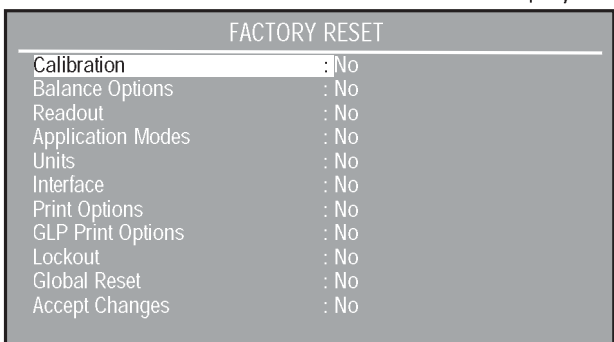 FACTORY RESET
Calibration : No
Balance Options : No
Readout : No
Application Modes : No
Units : No
Interface : No
Print Options : No
GLP Print Options : No
Lockout : No
Global Reset : No
Accept Changes : No